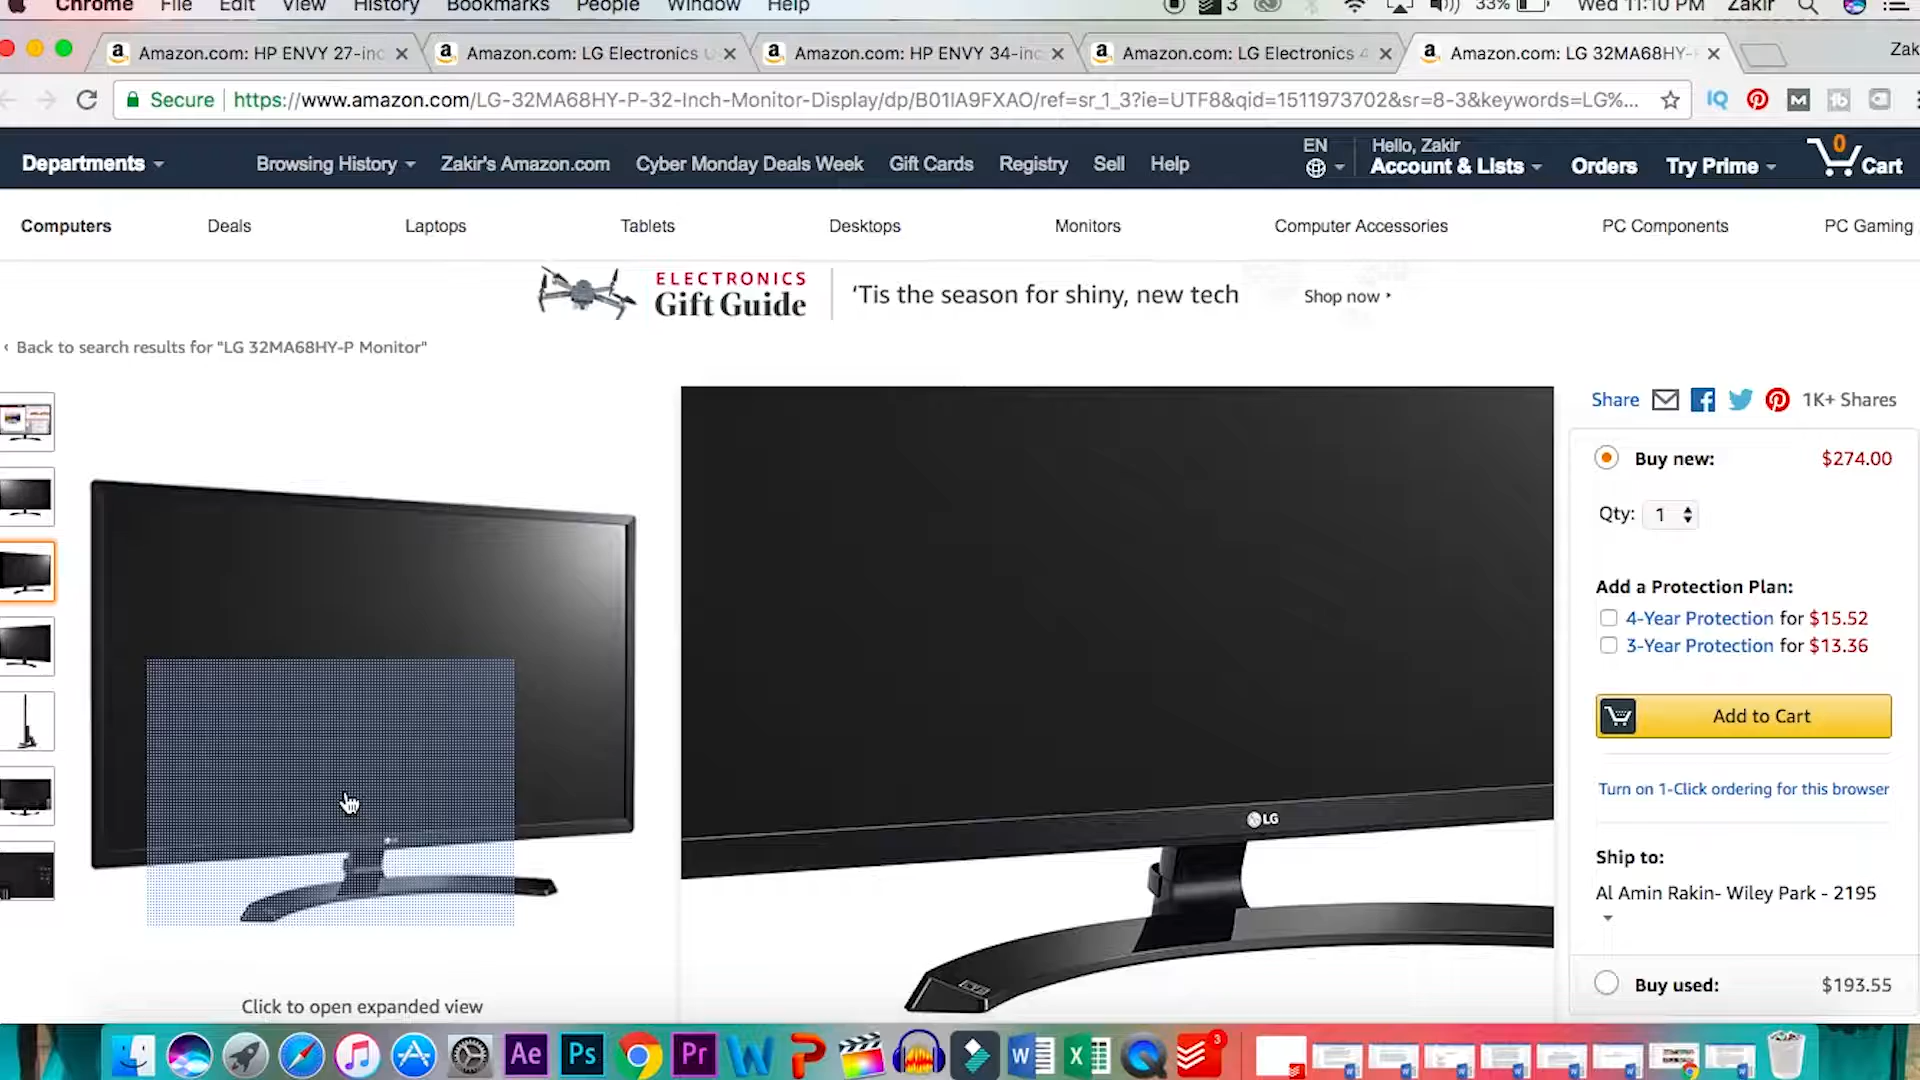 Chrome File Edit View History Bookmarks People Window Help 3 33% Wed 11:10 PM Zakir
Amazon.com: HP ENVY 27-inc
Amazon.com: LG Electronics U
Amazon.com: HP ENVY 34-inc
Amazon.com: LG Electronics 4
Amazon.com: LG 32MA68HY-
Zak
Secure https://www.amazon.com/LG-32MA68HY-P-32-Inch-Monitor-Display/dp/B01IA9FXAO/ref=sr_1_3?ie=UTF8&qid=1511973702&sr=8-3&keywords=LG%...
Departments Browsing History Zakir's Amazon.com Cyber Monday Deals Week Gift Cards Registry Sell Help
EN Hello, Zakir
Account & Lists Orders Try Prime 0 Cart
Computers Deals Laptops Tablets Desktops Monitors Computer Accessories PC Components PC Gaming
ELECTRONICS
Gift Guide
‘Tis the season for shiny, new tech Shop now
‹ Back to search results for "LG 32MA68HY-P Monitor"
Share 1K+ Shares
Buy new: $274.00
Qty: 1
Add a Protection Plan:
4-Year Protection for $15.52
3-Year Protection for $13.36
Add to Cart
Turn on 1-Click ordering for this browser
LG
Ship to:
Al Amin Rakin- Wiley Park - 2195
Buy used: $193.55
Click to open expanded view
Ae Ps Pr W 3